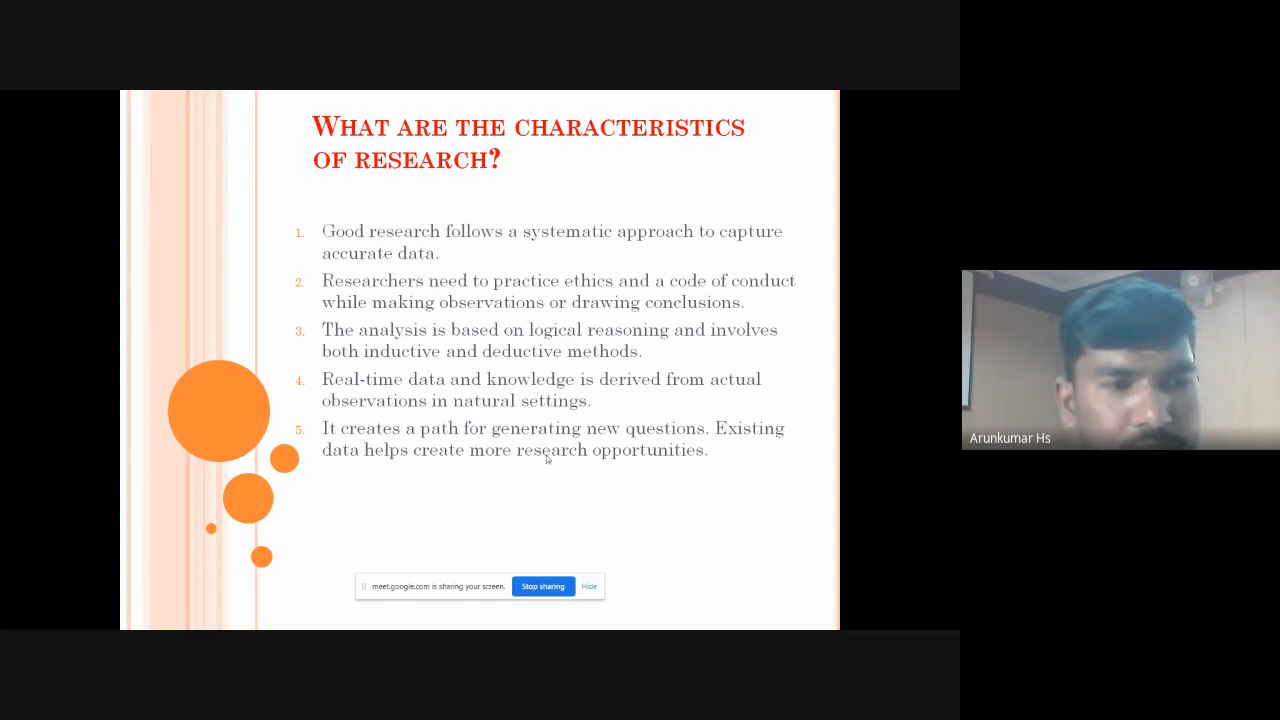 WHAT ARE THE CHARACTERISTICS
OF RESEARCH?
1. Good research follows a systematic approach to capture
accurate data.
2. Researchers need to practice ethics and a code of conduct
while making observations or drawing conclusions.
3. The analysis is based on logical reasoning and involves
both inductive and deductive methods.
4. Real-time data and knowledge is derived from actual
observations in natural settings.
5. It creates a path for generating new questions. Existing
data helps create more research opportunities.
meet.google.com is sharing your screen. Stop sharing Hide
Arunkumar Hs